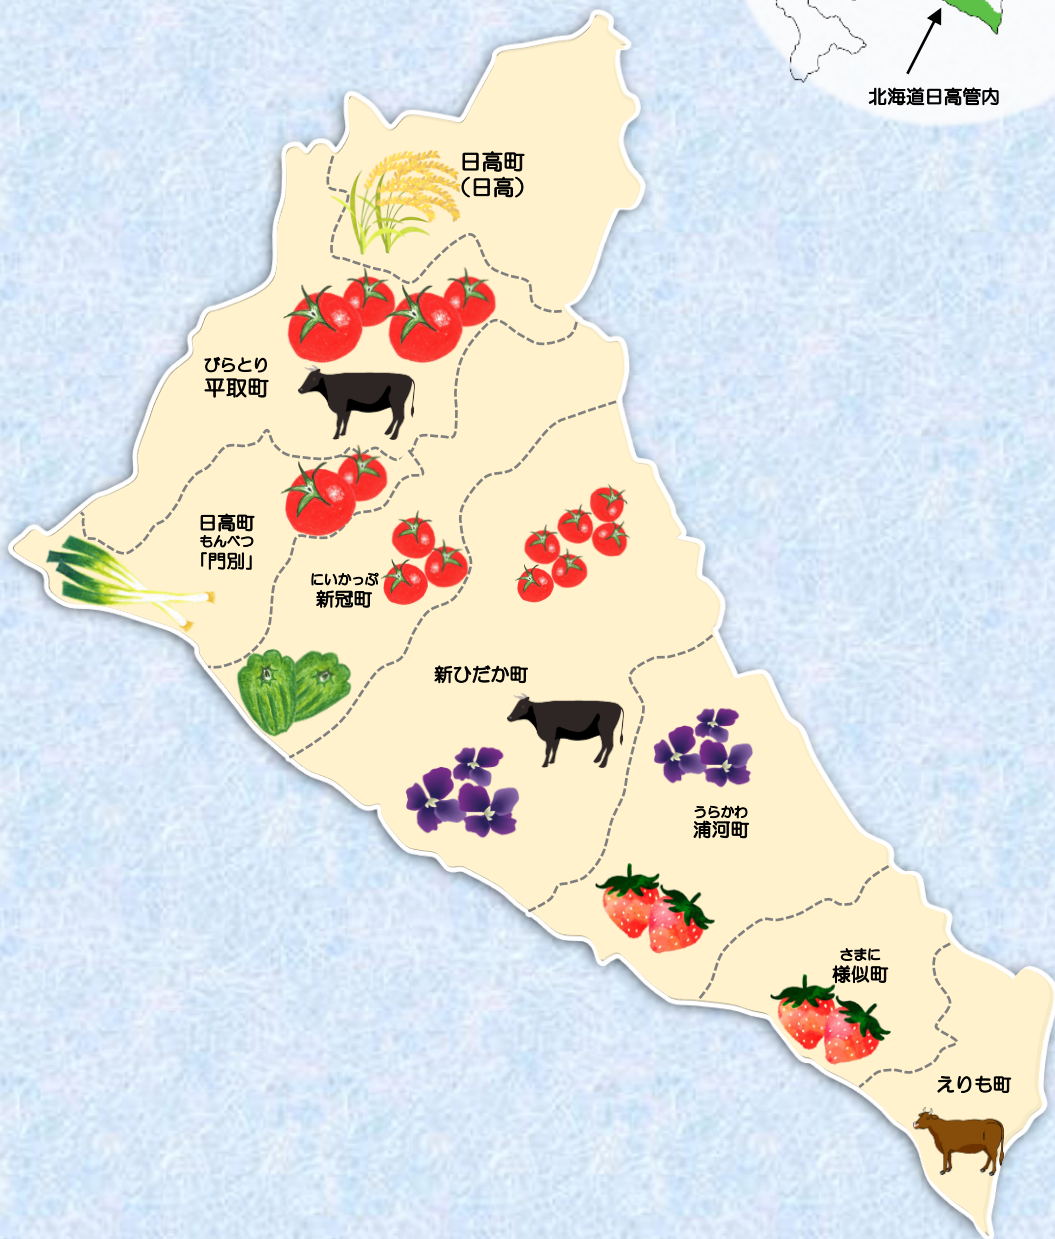 北海道日高管内
日高町
（日高）
びらとり
平取町
日高町
もんべつ
「門別」
にいかっぷ
新冠町
新ひだか町
うらかわ
浦河町
さまに
様似町
えりも町